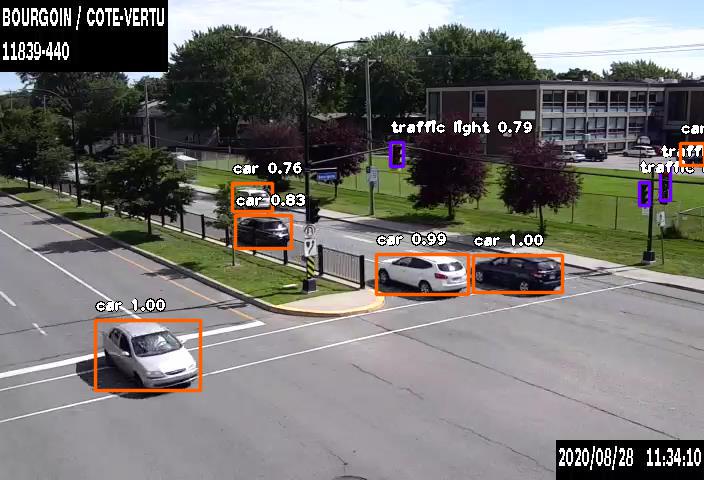 BOURGOIN / COTE-VERTU
11839-440
traffic light 0.79
car 0.76
car 0.83
car 0.99
car 1.00
car 1.00
2020/08/28 11:34:10